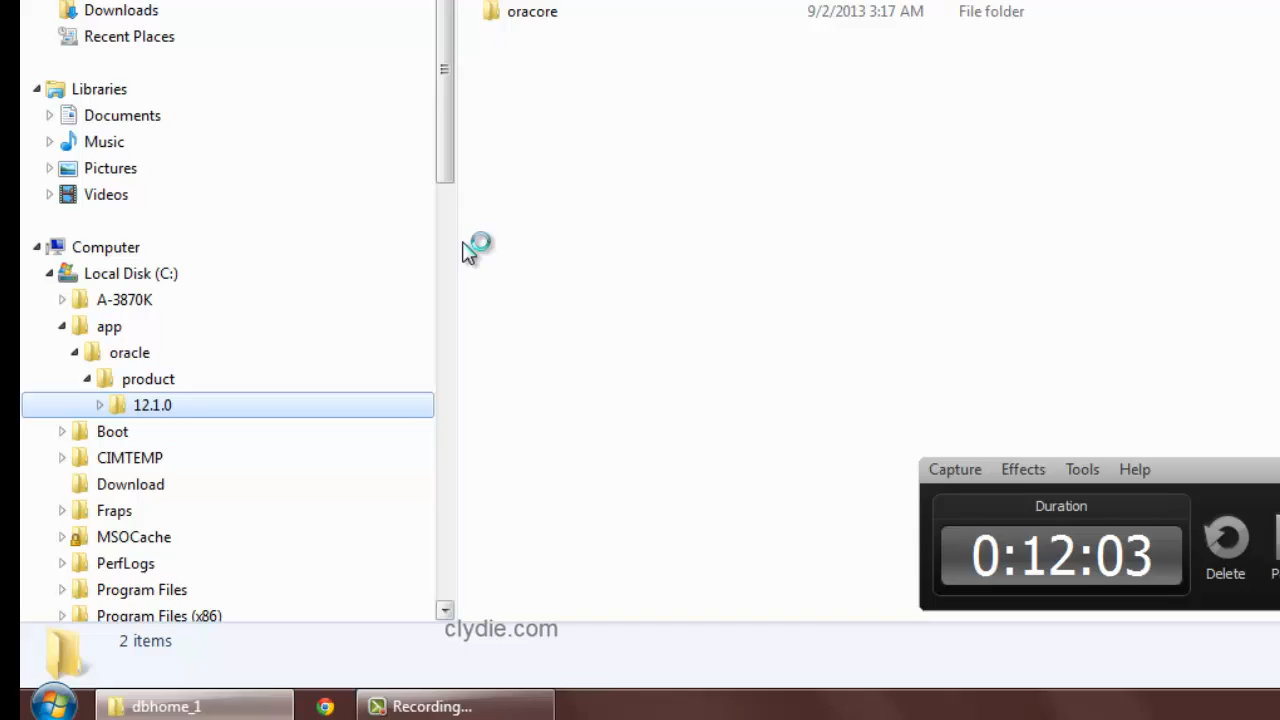 Downloads
oracore 9/2/2013 3:17 AM File folder
Recent Places
Libraries
Documents
Music
Pictures
Videos
Computer
Local Disk (C:)
A-3870K
app
oracle
product
12.1.0
Boot
CIMTEMP
Download
Fraps
MSOCache
PerfLogs
Program Files
Program Files (x86)
Capture Effects Tools Help
Duration
0:12:03
Delete
clydie.com
2 items
dbhome_1
Recording...